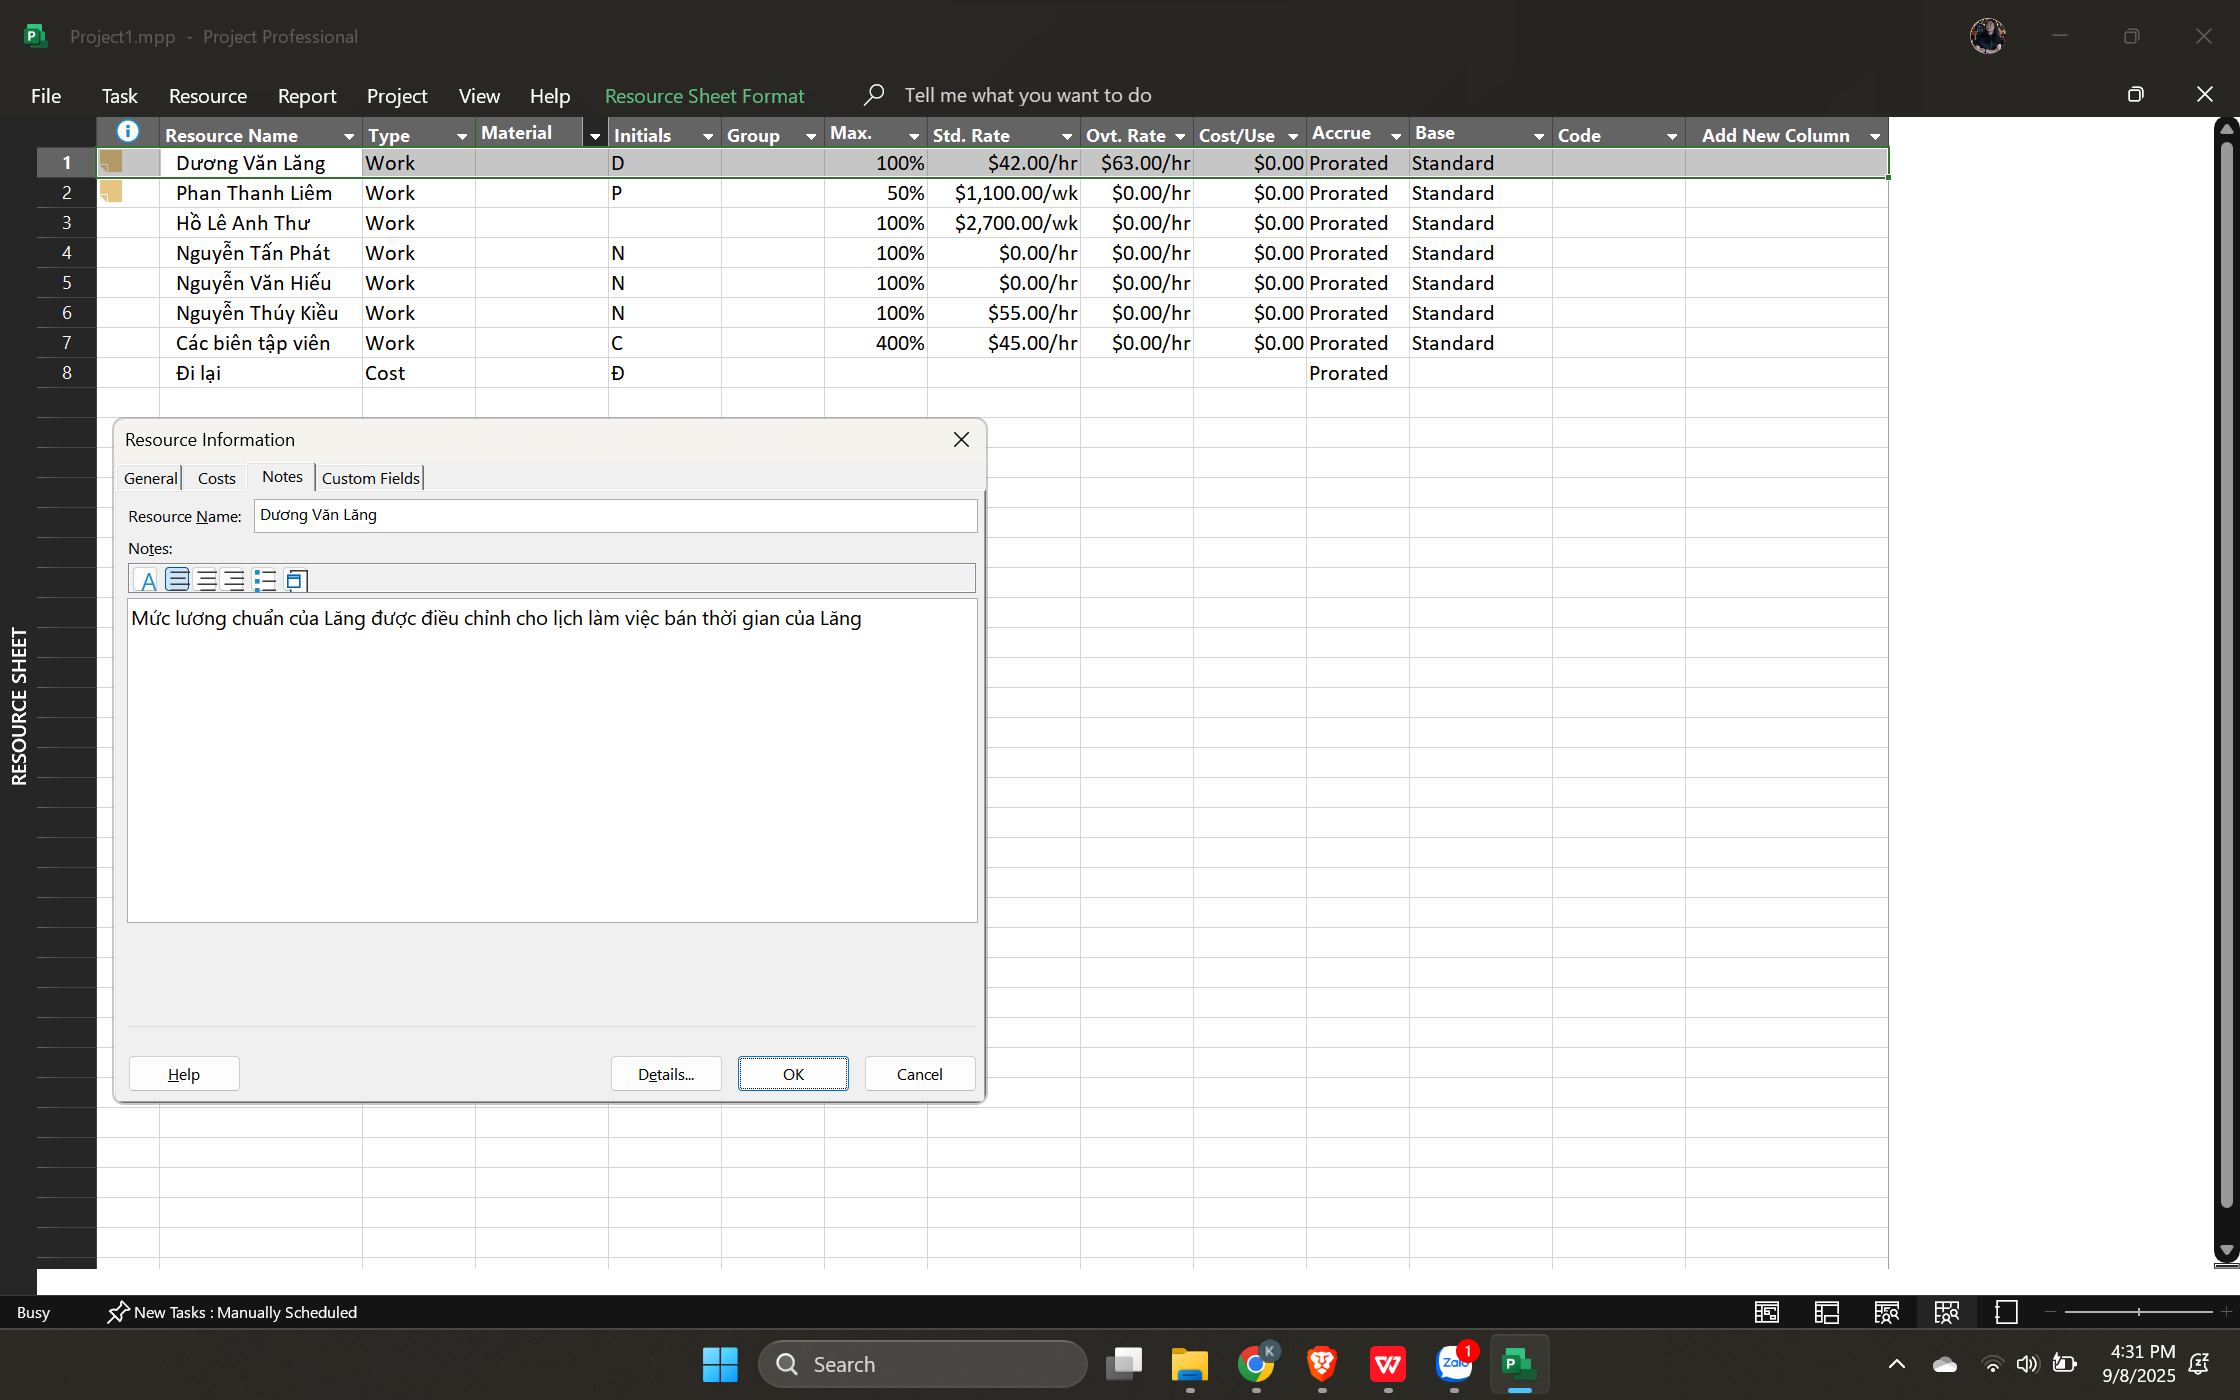 Project1.mpp - Project Professional
File Task Resource Report Project View Help Resource Sheet Format Tell me what you want to do
Resource Name Type Material Initials Group Max. Std. Rate Ovt. Rate Cost/Use Accrue Base Code Add New Column
1 Dương Văn Lăng Work D 100% $42.00/hr $63.00/hr $0.00 Prorated Standard
2 Phan Thanh Liêm Work P 50% $1,100.00/wk $0.00/hr $0.00 Prorated Standard
3 Hồ Lê Anh Thư Work 100% $2,700.00/wk $0.00/hr $0.00 Prorated Standard
4 Nguyễn Tấn Phát Work N 100% $0.00/hr $0.00/hr $0.00 Prorated Standard
5 Nguyễn Văn Hiếu Work N 100% $0.00/hr $0.00/hr $0.00 Prorated Standard
6 Nguyễn Thúy Kiều Work N 100% $55.00/hr $0.00/hr $0.00 Prorated Standard
7 Các biên tập viên Work C 400% $45.00/hr $0.00/hr $0.00 Prorated Standard
8 Đi lại Cost Đ Prorated
RESOURCE SHEET
Resource Information
General Costs Notes Custom Fields
Resource Name: Dương Văn Lăng
Notes:
Mức lương chuẩn của Lăng được điều chỉnh cho lịch làm việc bán thời gian của Lăng
Help Details... OK Cancel
Busy New Tasks : Manually Scheduled
Search
K
Zalo
1
4:31 PM
9/8/2025